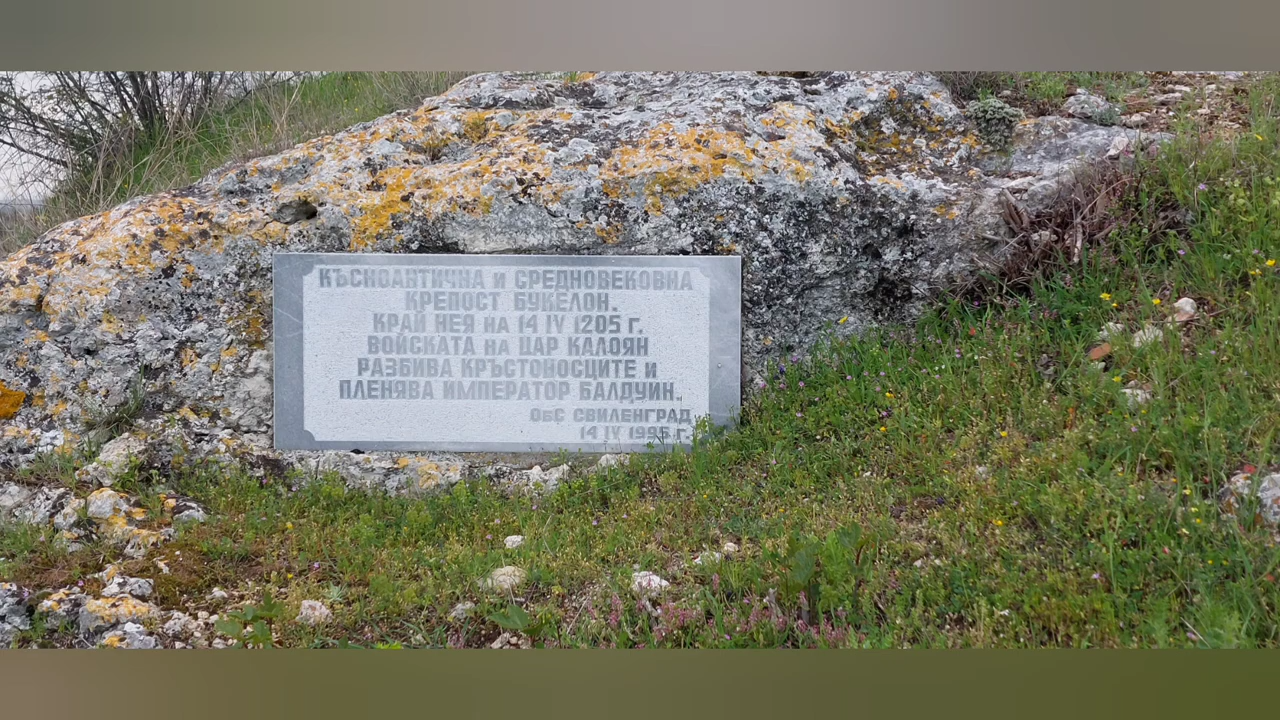 КЪСНОАНТИЧНА И СРЕДНОВЕКОВНА
КРЕПОСТ БУКЕЛОН.
КРАЙ НЕЯ НА 14 IV 1205 г.
ВОЙСКАТА НА ЦАР КАЛОЯН
РАЗБИВА КРЪСТОНОСЦИТЕ И
ПЛЕНЯВА ИМПЕРАТОР БАЛДУИН.
ОбС СВИЛЕНГРАД
14 IV 1995 г.